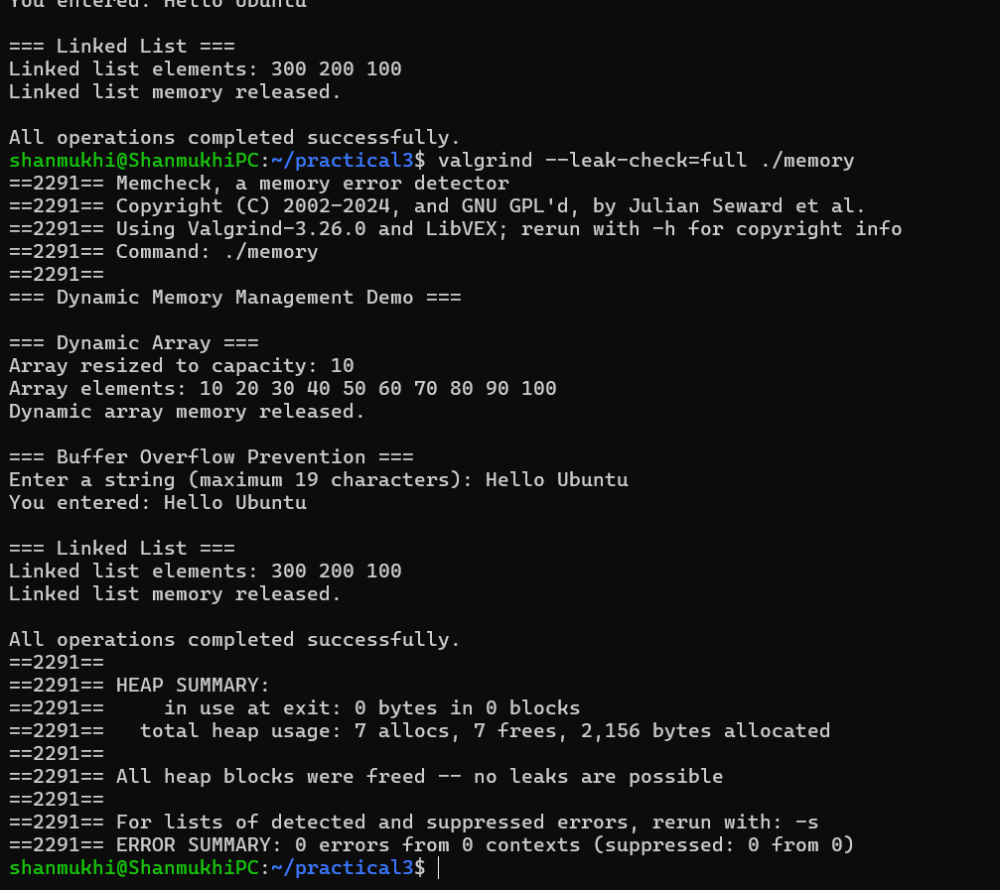 You entered: Hello Ubuntu
=== Linked List ===
Linked list elements: 300 200 100
Linked list memory released.
All operations completed successfully.
shanmukhi@ShanmukhiPC:~/practical3$ valgrind --leak-check=full ./memory
==2291== Memcheck, a memory error detector
==2291== Copyright (C) 2002-2024, and GNU GPL'd, by Julian Seward et al.
==2291== Using Valgrind-3.26.0 and LibVEX; rerun with -h for copyright info
==2291== Command: ./memory
==2291==
=== Dynamic Memory Management Demo ===
=== Dynamic Array ===
Array resized to capacity: 10
Array elements: 10 20 30 40 50 60 70 80 90 100
Dynamic array memory released.
=== Buffer Overflow Prevention ===
Enter a string (maximum 19 characters): Hello Ubuntu
You entered: Hello Ubuntu
=== Linked List ===
Linked list elements: 300 200 100
Linked list memory released.
All operations completed successfully.
==2291==
==2291== HEAP SUMMARY:
==2291==     in use at exit: 0 bytes in 0 blocks
==2291==   total heap usage: 7 allocs, 7 frees, 2,156 bytes allocated
==2291==
==2291== All heap blocks were freed -- no leaks are possible
==2291==
==2291== For lists of detected and suppressed errors, rerun with: -s
==2291== ERROR SUMMARY: 0 errors from 0 contexts (suppressed: 0 from 0)
shanmukhi@ShanmukhiPC:~/practical3$